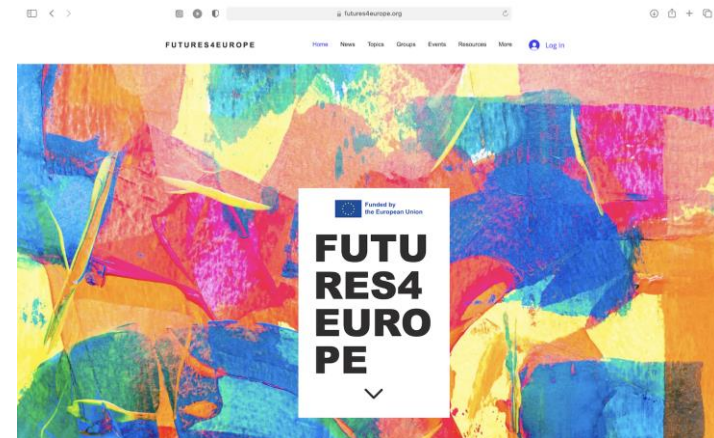 futures4europe.org
FUTURES4EUROPE
Home News Topics Groups Events Resources More Log In
Funded by
the European Union
FUTU
RES4
EURO
PE